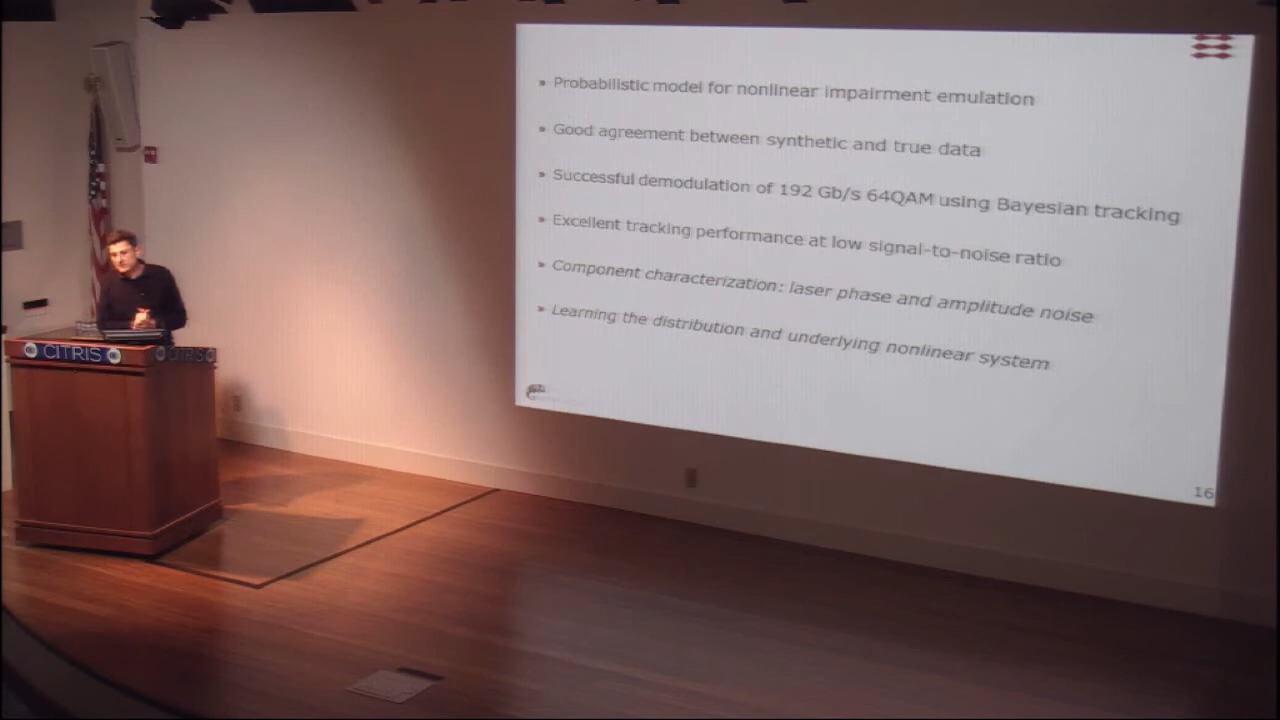 » Probabilistic model for nonlinear impairment emulation
» Good agreement between synthetic and true data
» Successful demodulation of 192 Gb/s 64QAM using Bayesian tracking
» Excellent tracking performance at low signal-to-noise ratio
» Component characterization: laser phase and amplitude noise
» Learning the distribution and underlying nonlinear system
16
CITRIS
CITRIS